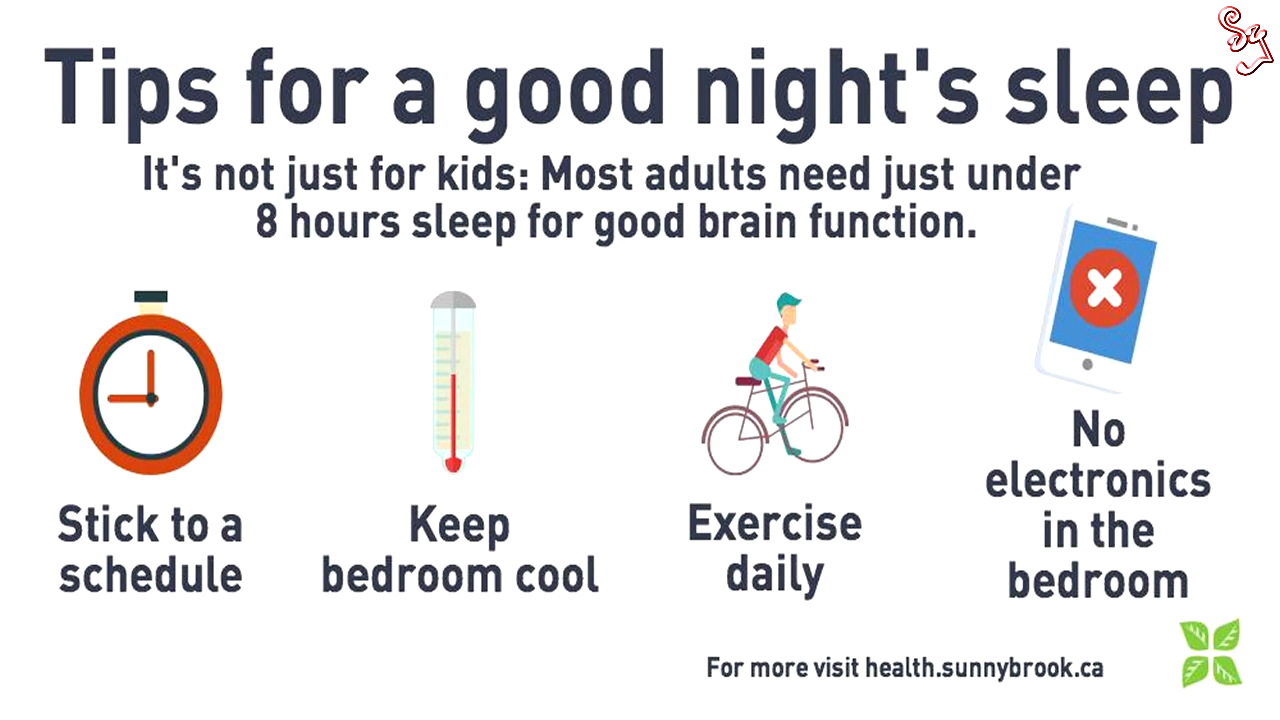 Tips for a good night's sleep
It's not just for kids: Most adults need just under
8 hours sleep for good brain function.
Stick to a
schedule
Keep
bedroom cool
Exercise
daily
No
electronics
in the
bedroom
For more visit health.sunnybrook.ca